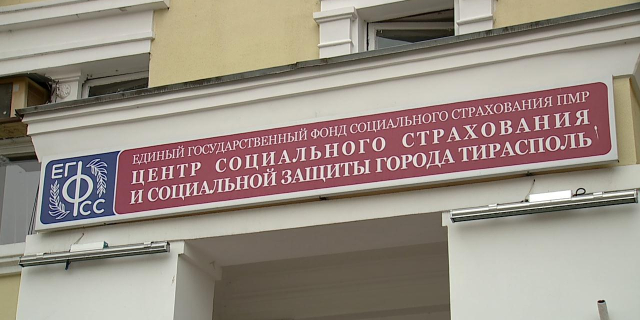 ЕГФСС
ЕДИНЫЙ ГОСУДАРСТВЕННЫЙ ФОНД СОЦИАЛЬНОГО СТРАХОВАНИЯ ПМР
ЦЕНТР СОЦИАЛЬНОГО СТРАХОВАНИЯ
И СОЦИАЛЬНОЙ ЗАЩИТЫ ГОРОДА ТИРАСПОЛЬ